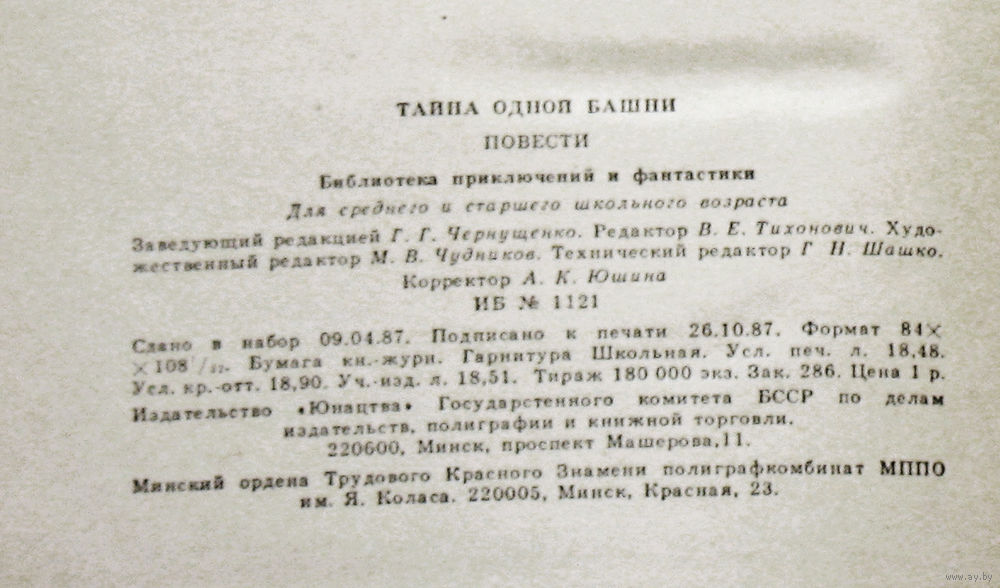 ТАЙНА ОДНОЙ БАШНИ
ПОВЕСТИ
Библиотека приключений и фантастики
Для среднего и старшего школьного возраста
Заведующий редакцией Г. Г. Чернущенко. Редактор В. Е. Тихонович. Худо-
жественный редактор М. В. Чудников. Технический редактор Г Н. Шашко.
Корректор А. К. Юшина
ИБ № 1121
Сдано в набор 09.04.87. Подписано к печати 26.10.87. Формат 84×
×108¹/₃₂. Бумага кн.-журн. Гарнитура Школьная. Усл. печ. л. 18,48.
Усл. кр.-отт. 18,90. Уч.-изд. л. 18,51. Тираж 180 000 экз. Зак. 286. Цена 1 р.
Издательство «Юнацтва» Государстенного комитета БССР по делам
издательств, полиграфии и книжной торговли.
220600, Минск, проспект Машерова,11.
Минский ордена Трудового Красного Знамени полиграфкомбинат МППО
им. Я. Коласа. 220005, Минск, Красная, 23.
www.ay.by